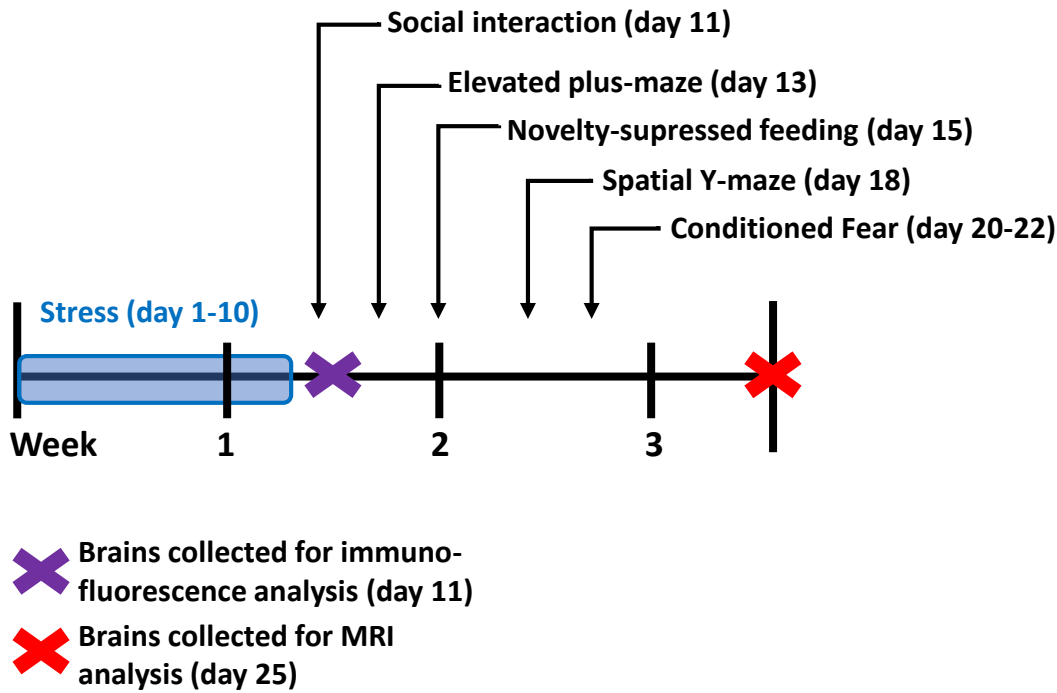 Social interaction (day 11)
Elevated plus-maze (day 13)
Novelty-supressed feeding (day 15)
Spatial Y-maze (day 18)
Conditioned Fear (day 20-22)
Stress (day 1-10)
Week 1 2 3
Brains collected for immuno-
fluorescence analysis (day 11)
Brains collected for MRI
analysis (day 25)